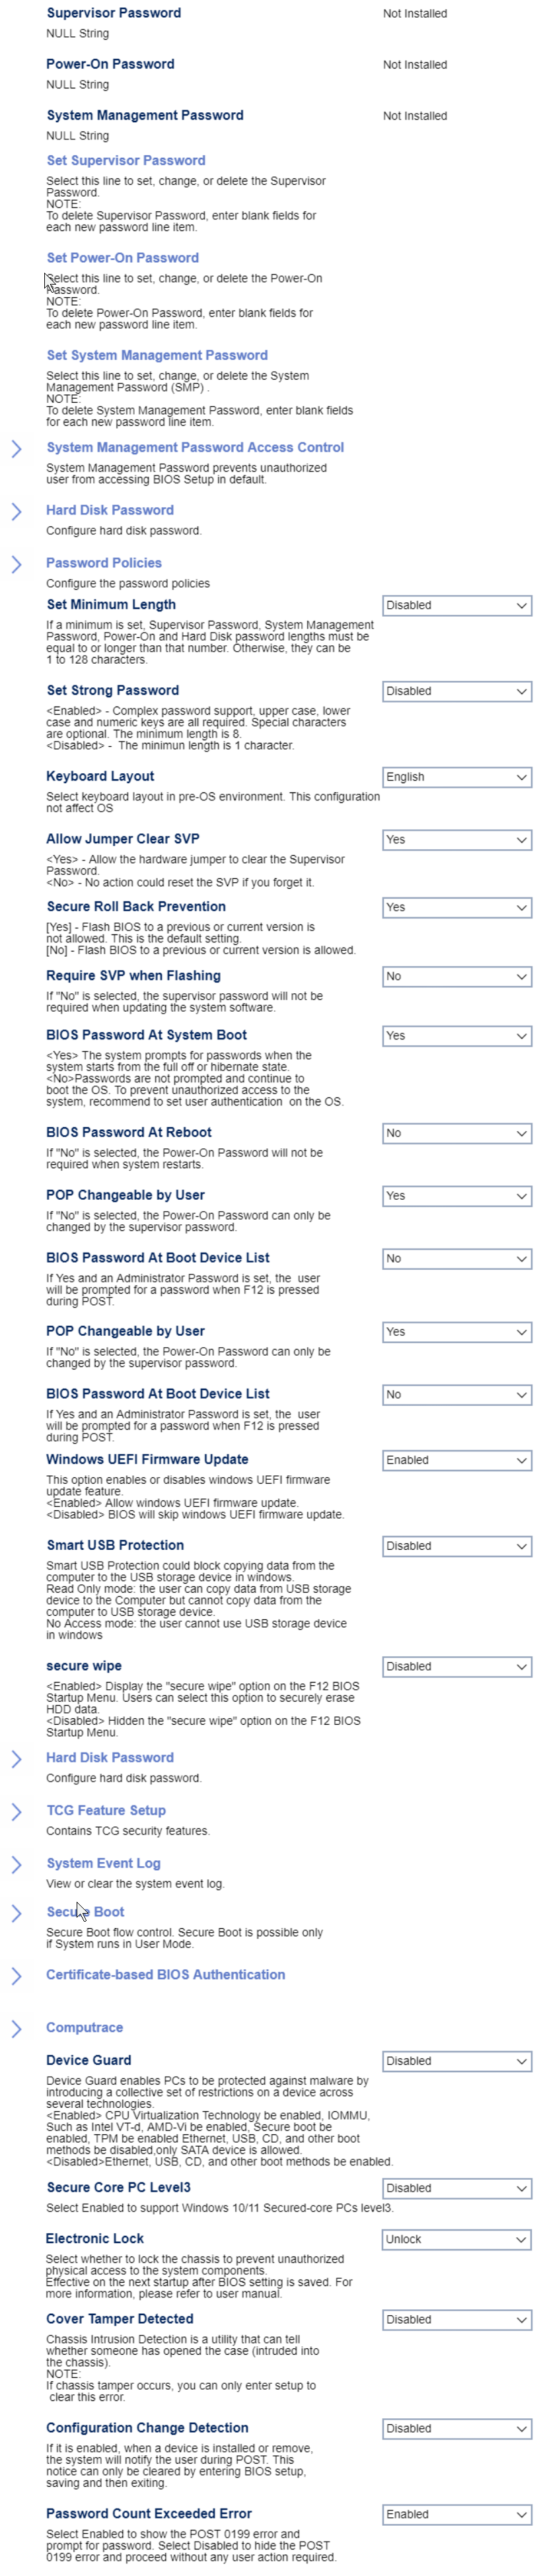 Supervisor Password Not Installed
NULL String
Power-On Password Not Installed
NULL String
System Management Password Not Installed
NULL String
Set Supervisor Password
Select this line to set, change, or delete the Supervisor
Password.
NOTE:
To delete Supervisor Password, enter blank fields for
each new password line item.
Set Power-On Password
Select this line to set, change, or delete the Power-On
Password.
NOTE:
To delete Power-On Password, enter blank fields for
each new password line item.
Set System Management Password
Select this line to set, change, or delete the System
Management Password (SMP) .
NOTE:
To delete System Management Password, enter blank fields
for each new password line item.
System Management Password Access Control
System Management Password prevents unauthorized
user from accessing BIOS Setup in default.
Hard Disk Password
Configure hard disk password.
Password Policies
Configure the password policies
Set Minimum Length Disabled
If a minimum is set, Supervisor Password, System Management
Password, Power-On and Hard Disk password lengths must be
equal to or longer than that number. Otherwise, they can be
1 to 128 characters.
Set Strong Password Disabled
<Enabled> - Complex password support, upper case, lower
case and numeric keys are all required. Special characters
are optional. The minimum length is 8.
<Disabled> - The minimun length is 1 character.
Keyboard Layout English
Select keyboard layout in pre-OS environment. This configuration
not affect OS
Allow Jumper Clear SVP Yes
<Yes> - Allow the hardware jumper to clear the Supervisor
Password.
<No> - No action could reset the SVP if you forget it.
Secure Roll Back Prevention Yes
[Yes] - Flash BIOS to a previous or current version is
not allowed. This is the default setting.
[No] - Flash BIOS to a previous or current version is allowed.
Require SVP when Flashing No
If "No" is selected, the supervisor password will not be
required when updating the system software.
BIOS Password At System Boot Yes
<Yes> The system prompts for passwords when the
system starts from the full off or hibernate state.
<No>Passwords are not prompted and continue to
boot the OS. To prevent unauthorized access to the
system, recommend to set user authentication on the OS.
BIOS Password At Reboot No
If "No" is selected, the Power-On Password will not be
required when system restarts.
POP Changeable by User Yes
If "No" is selected, the Power-On Password can only be
changed by the supervisor password.
BIOS Password At Boot Device List No
If Yes and an Administrator Password is set, the user
will be prompted for a password when F12 is pressed
during POST.
POP Changeable by User Yes
If "No" is selected, the Power-On Password can only be
changed by the supervisor password.
BIOS Password At Boot Device List No
If Yes and an Administrator Password is set, the user
will be prompted for a password when F12 is pressed
during POST.
Windows UEFI Firmware Update Enabled
This option enables or disables windows UEFI firmware
update feature.
<Enabled> Allow windows UEFI firmware update.
<Disabled> BIOS will skip windows UEFI firmware update.
Smart USB Protection Disabled
Smart USB Protection could block copying data from the
computer to the USB storage device in windows.
Read Only mode: the user can copy data from USB storage
device to the Computer but cannot copy data from the
computer to USB storage device.
No Access mode: the user cannot use USB storage device
in windows
secure wipe Disabled
<Enabled> Display the "secure wipe" option on the F12 BIOS
Startup Menu. Users can select this option to securely erase
HDD data.
<Disabled> Hidden the "secure wipe" option on the F12 BIOS
Startup Menu.
Hard Disk Password
Configure hard disk password.
TCG Feature Setup
Contains TCG security features.
System Event Log
View or clear the system event log.
Secure Boot
Secure Boot flow control. Secure Boot is possible only
if System runs in User Mode.
Certificate-based BIOS Authentication
Computrace
Device Guard Disabled
Device Guard enables PCs to be protected against malware by
introducing a collective set of restrictions on a device across
several technologies.
<Enabled> CPU Virtualization Technology be enabled, IOMMU,
Such as Intel VT-d, AMD-Vi be enabled, Secure boot be
enabled, TPM be enabled Ethernet, USB, CD, and other boot
methods be disabled,only SATA device is allowed.
<Disabled>Ethernet, USB, CD, and other boot methods be enabled.
Secure Core PC Level3 Disabled
Select Enabled to support Windows 10/11 Secured-core PCs level3.
Electronic Lock Unlock
Select whether to lock the chassis to prevent unauthorized
physical access to the system components.
Effective on the next startup after BIOS setting is saved. For
more information, please refer to user manual.
Cover Tamper Detected Disabled
Chassis Intrusion Detection is a utility that can tell
whether someone has opened the case (intruded into
the chassis).
NOTE:
If chassis tamper occurs, you can only enter setup to
clear this error.
Configuration Change Detection Disabled
If it is enabled, when a device is installed or remove,
the system will notify the user during POST. This
notice can only be cleared by entering BIOS setup,
saving and then exiting.
Password Count Exceeded Error Enabled
Select Enabled to show the POST 0199 error and
prompt for password. Select Disabled to hide the POST
0199 error and proceed without any user action required.